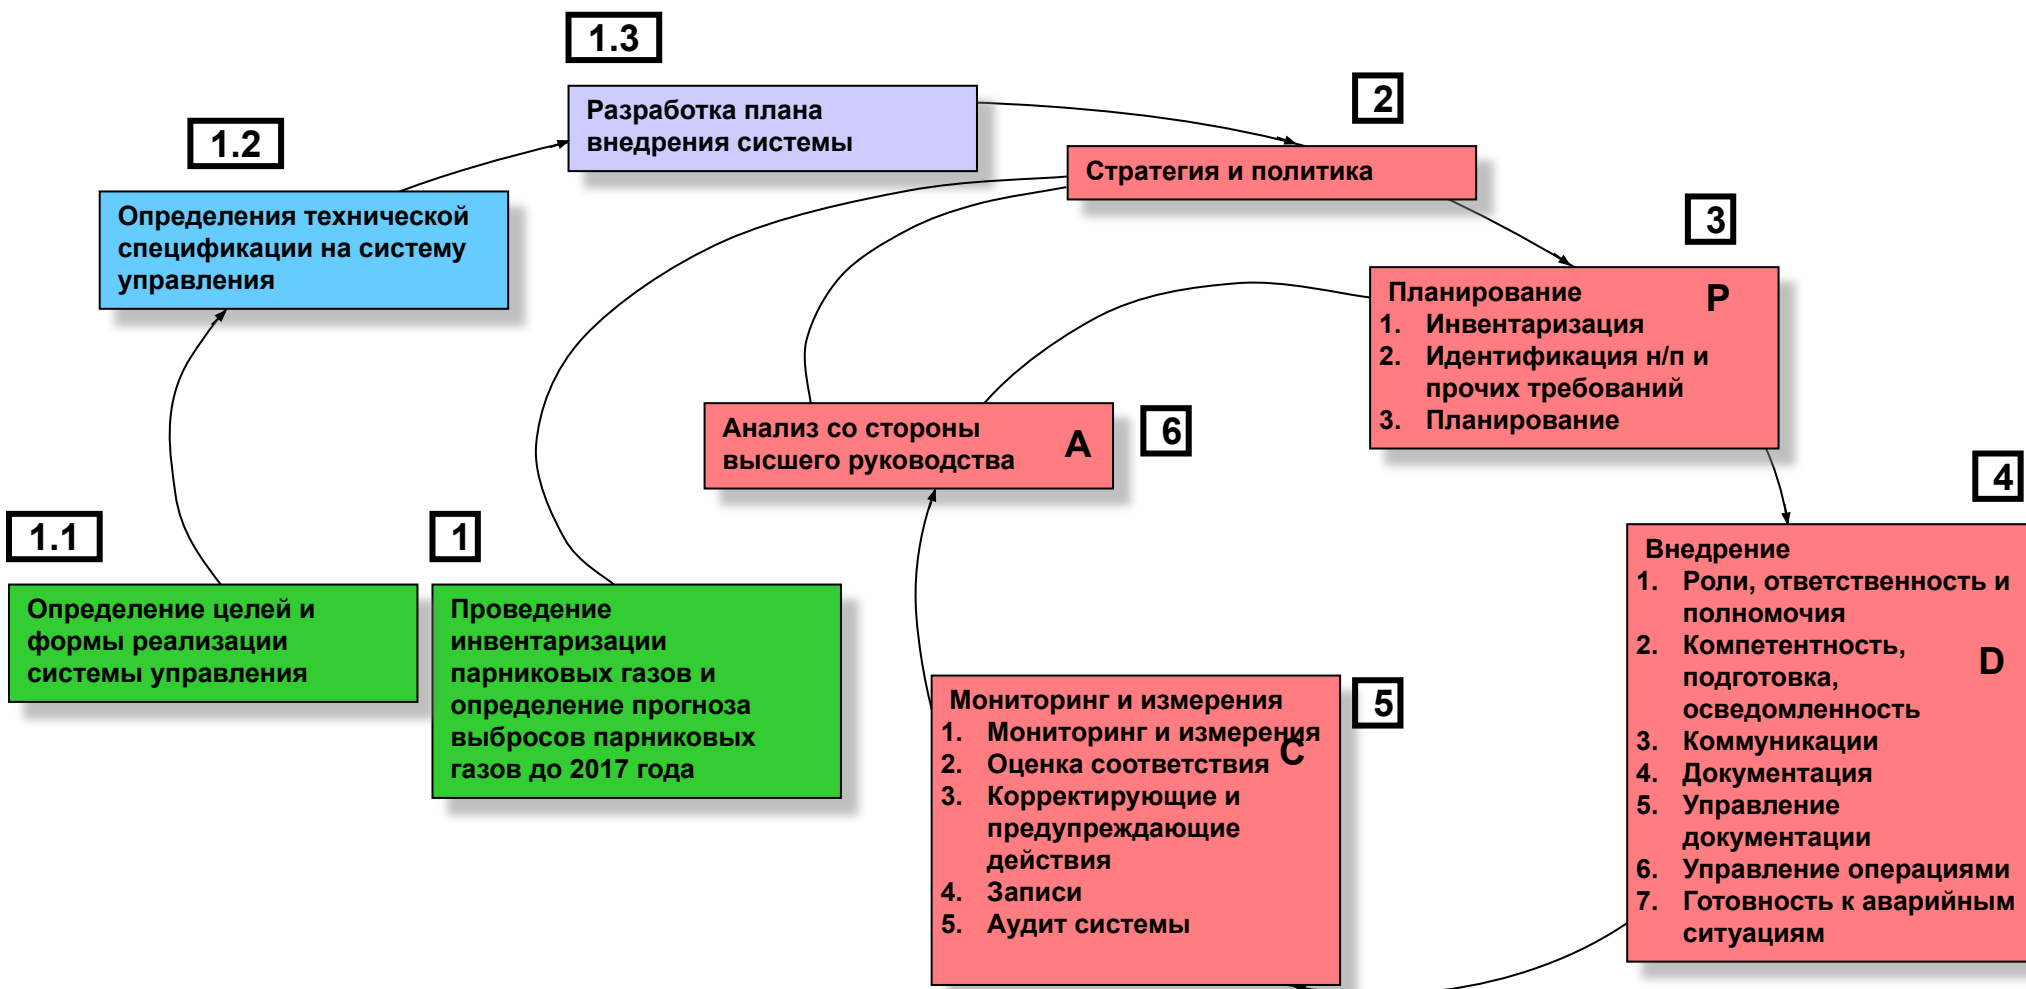 1.3
Разработка плана
внедрения системы
2
Стратегия и политика
1.2
Определения технической
спецификации на систему
управления
3
Планирование
P
1. Инвентаризация
2. Идентификация н/п и
прочих требований
3. Планирование
Анализ со стороны
высшего руководства
A
6
4
1.1
Определение целей и
формы реализации
системы управления
1
Проведение
инвентаризации
парниковых газов и
определение прогноза
выбросов парниковых
газов до 2017 года
Мониторинг и измерения
1. Мониторинг и измерения
2. Оценка соответствия
C
3. Корректирующие и
предупреждающие
действия
4. Записи
5. Аудит системы
5
Внедрение
1. Роли, ответственность и
полномочия
2. Компетентность,
подготовка,
осведомленность
D
3. Коммуникации
4. Документация
5. Управление
документации
6. Управление операциями
7. Готовность к аварийным
ситуациям